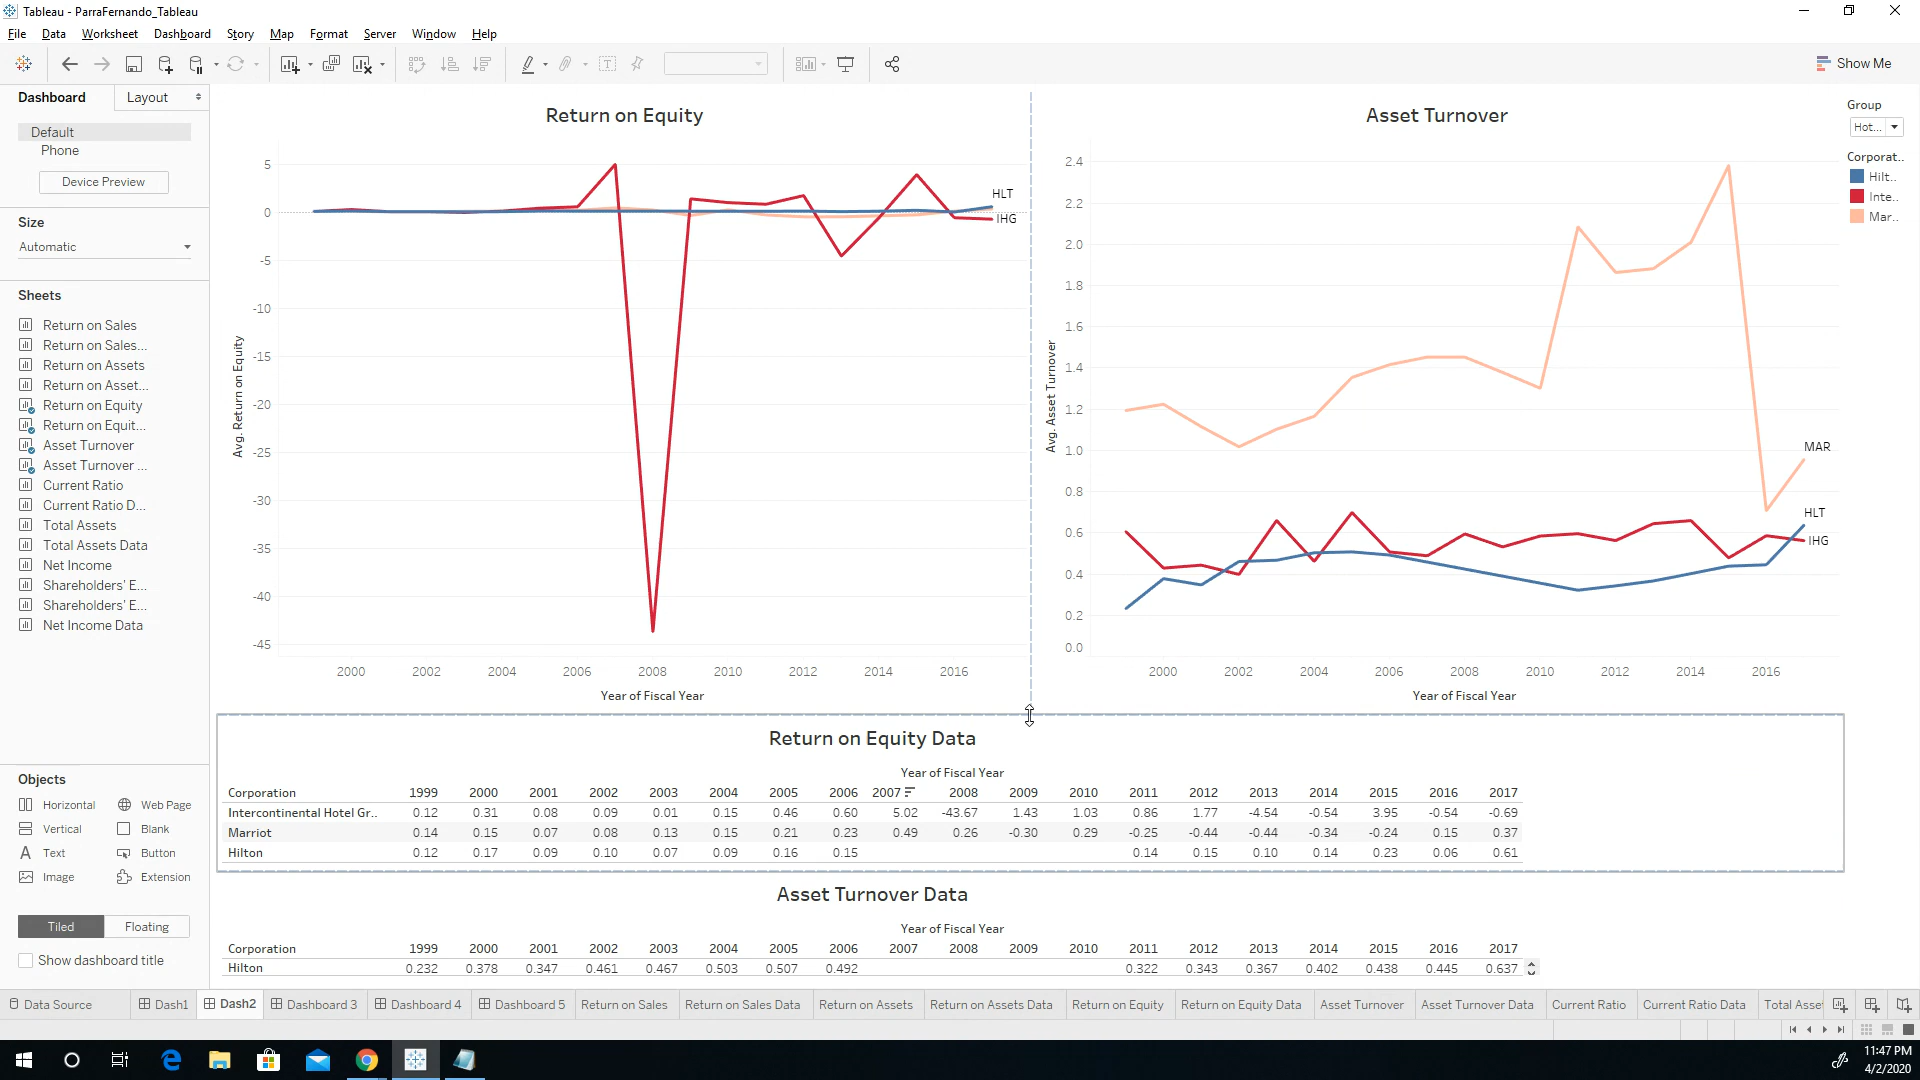 Tableau - ParraFernando_Tableau
File Data Worksheet Dashboard Story Map Format Server Window Help
Show Me
Dashboard Layout
Default
Phone
Device Preview
Size
Automatic
Sheets
Return on Sales
Return on Sales...
Return on Assets
Return on Asset...
Return on Equity
Return on Equit...
Asset Turnover
Asset Turnover ...
Current Ratio
Current Ratio D...
Total Assets
Total Assets Data
Net Income
Shareholders' E...
Shareholders' E...
Net Income Data
Objects
Horizontal Web Page
Vertical Blank
Text Button
Image Extension
Tiled Floating
Show dashboard title
Return on Equity
5
0
-5
-10
-15
-20
-25
-30
-35
-40
-45
Avg. Return on Equity
HLT
IHG
2000 2002 2004 2006 2008 2010 2012 2014 2016
Year of Fiscal Year
Asset Turnover
2.4
2.2
2.0
1.8
1.6
1.4
1.2
1.0
0.8
0.6
0.4
0.2
0.0
Avg. Asset Turnover
MAR
HLT
IHG
2000 2002 2004 2006 2008 2010 2012 2014 2016
Year of Fiscal Year
Group
Hot...
Corporat..
Hilt..
Inte..
Mar..
Return on Equity Data
Year of Fiscal Year
Corporation 1999 2000 2001 2002 2003 2004 2005 2006 2007 2008 2009 2010 2011 2012 2013 2014 2015 2016 2017
Intercontinental Hotel Gr.. 0.12 0.31 0.08 0.09 0.01 0.15 0.46 0.60 5.02 -43.67 1.43 1.03 0.86 1.77 -4.54 -0.54 3.95 -0.54 -0.69
Marriot 0.14 0.15 0.07 0.08 0.13 0.15 0.21 0.23 0.49 0.26 -0.30 0.29 -0.25 -0.44 -0.44 -0.34 -0.24 0.15 0.37
Hilton 0.12 0.17 0.09 0.10 0.07 0.09 0.16 0.15 0.14 0.15 0.10 0.14 0.23 0.06 0.61
Asset Turnover Data
Year of Fiscal Year
Corporation 1999 2000 2001 2002 2003 2004 2005 2006 2007 2008 2009 2010 2011 2012 2013 2014 2015 2016 2017
Hilton 0.232 0.378 0.347 0.461 0.467 0.503 0.507 0.492 0.322 0.343 0.367 0.402 0.438 0.445 0.637
Data Source Dash1 Dash2 Dashboard 3 Dashboard 4 Dashboard 5 Return on Sales Return on Sales Data Return on Assets Return on Assets Data Return on Equity Return on Equity Data Asset Turnover Asset Turnover Data Current Ratio Current Ratio Data Total Asse
11:47 PM
4/2/2020